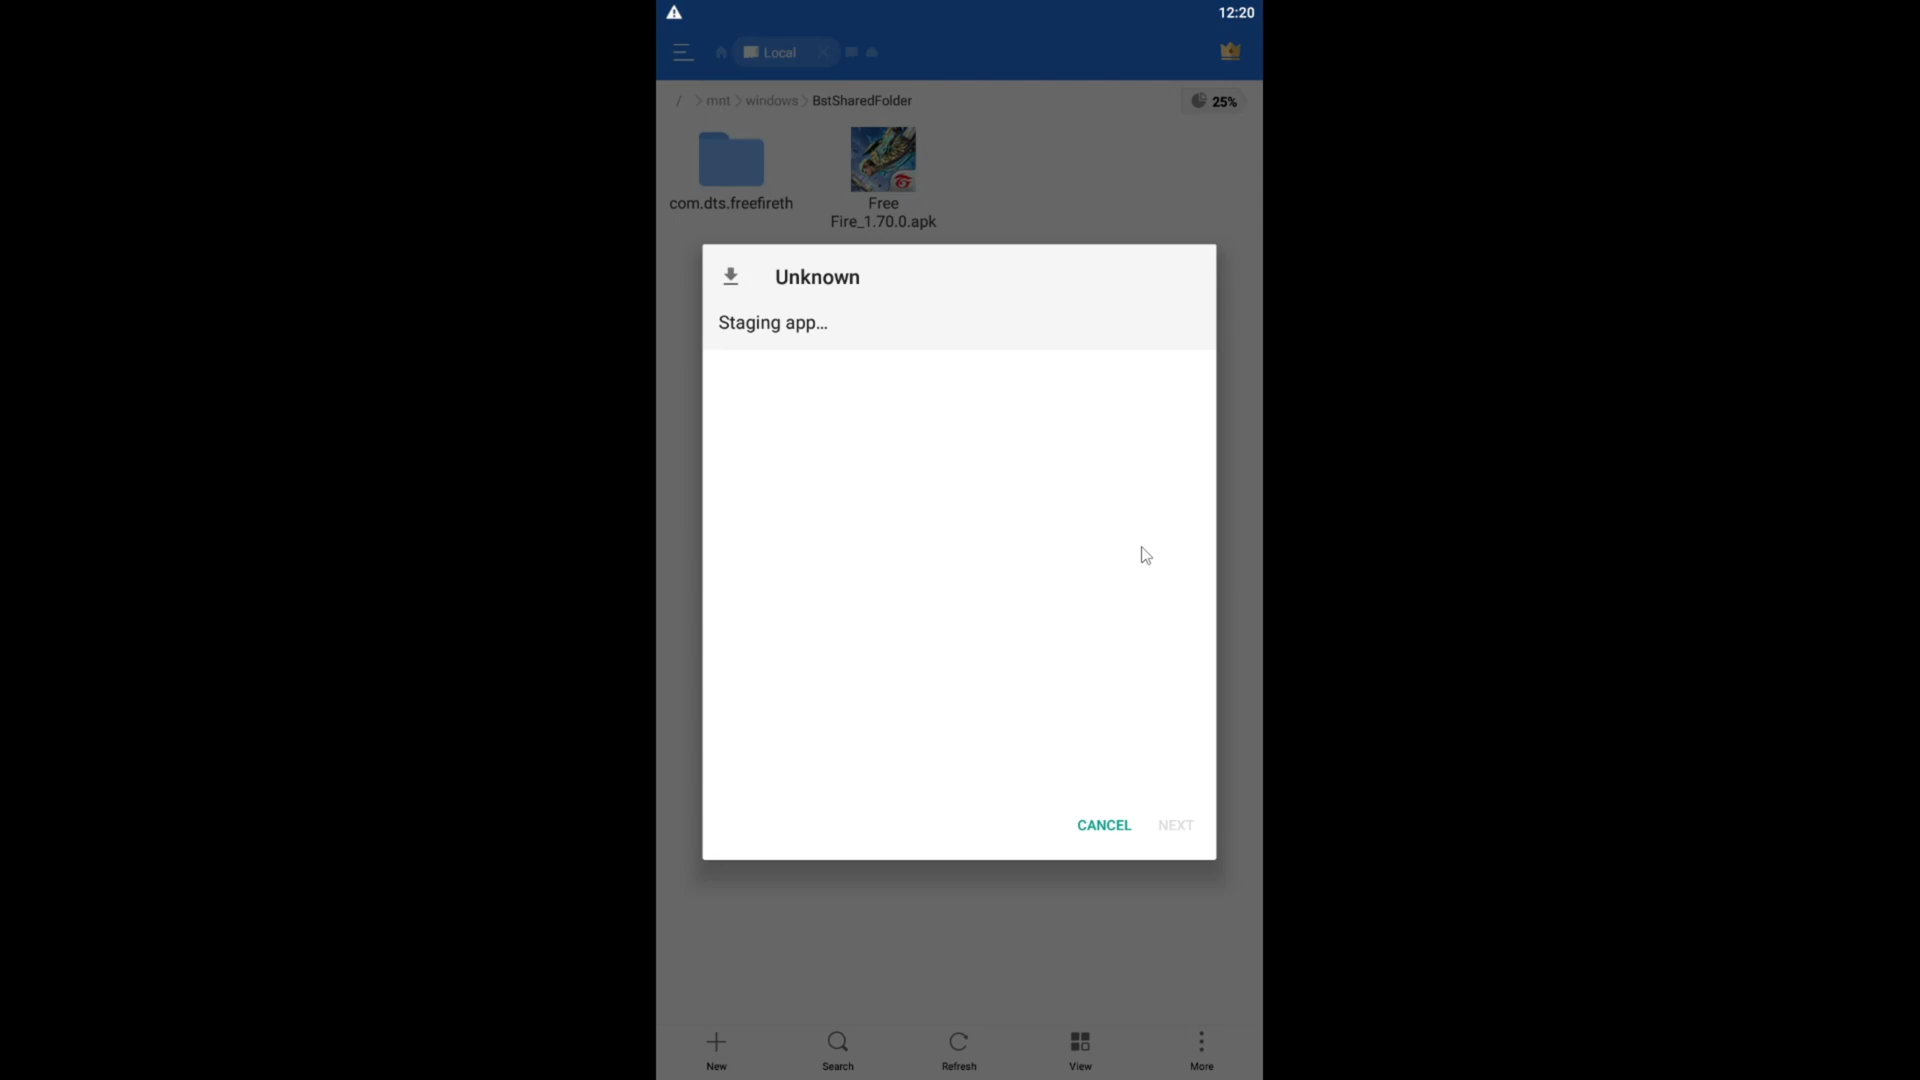 12:20
Local
/ mnt windows BstSharedFolder
25%
com.dts.freefireth
Free
Fire_1.70.0.apk
Unknown
Staging app...
CANCEL NEXT
New Search Refresh View More